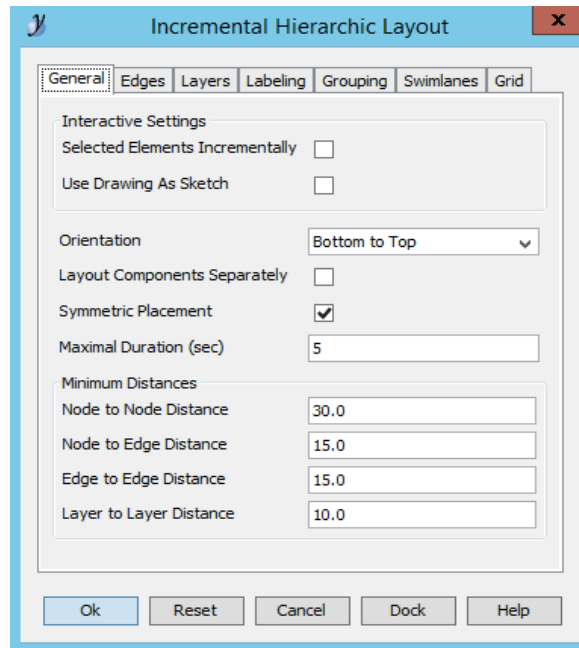 Incremental Hierarchic Layout
General Edges Layers Labeling Grouping Swimlanes Grid
Interactive Settings
Selected Elements Incrementally
Use Drawing As Sketch
Orientation Bottom to Top
Layout Components Separately
Symmetric Placement
Maximal Duration (sec) 5
Minimum Distances
Node to Node Distance 30.0
Node to Edge Distance 15.0
Edge to Edge Distance 15.0
Layer to Layer Distance 10.0
Ok Reset Cancel Dock Help